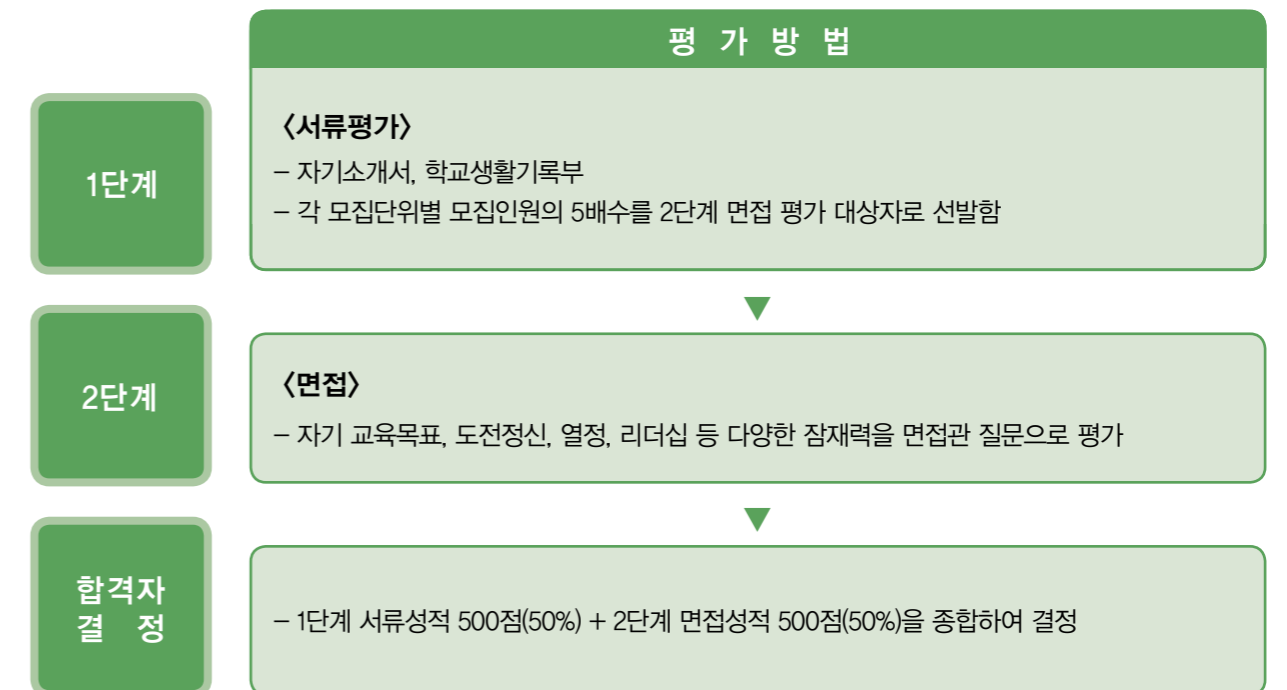 평 가 방 법
1단계
〈서류평가〉
– 자기소개서, 학교생활기록부
– 각 모집단위별 모집인원의 5배수를 2단계 면접 평가 대상자로 선발함
2단계
〈면접〉
– 자기 교육목표, 도전정신, 열정, 리더십 등 다양한 잠재력을 면접관 질문으로 평가
합격자
결 정
– 1단계 서류성적 500점(50%) + 2단계 면접성적 500점(50%)을 종합하여 결정